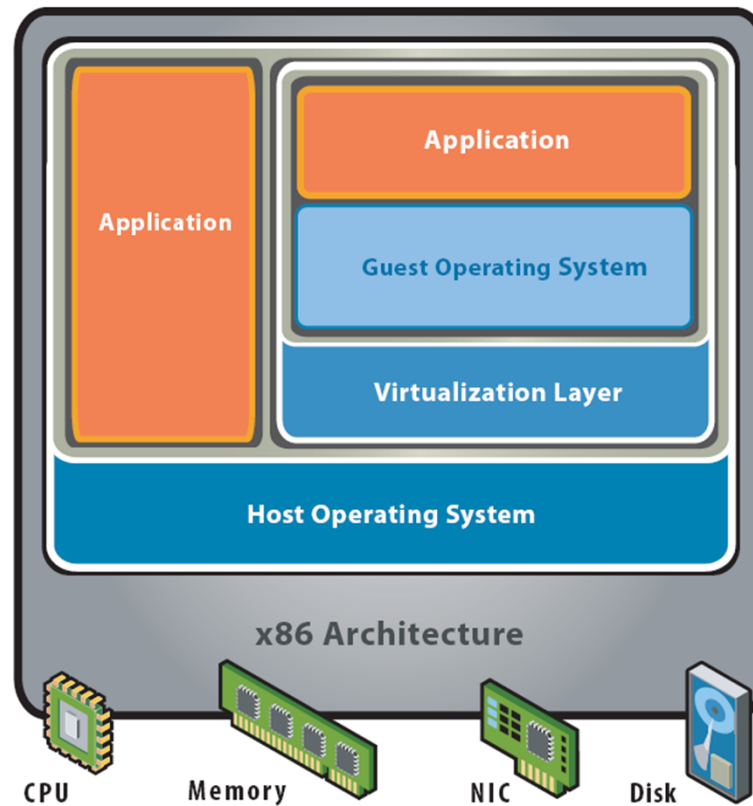 Application
Application
Guest Operating System
Virtualization Layer
Host Operating System
x86 Architecture
CPU
Memory
NIC
Disk